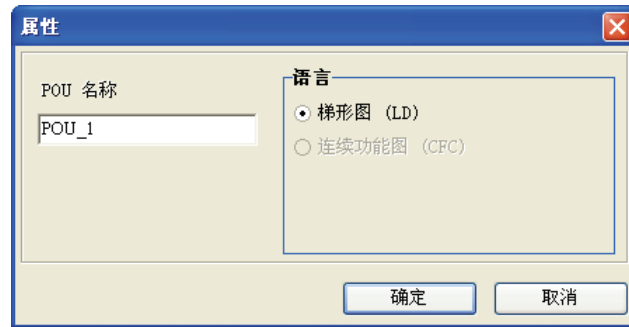 属性
POU 名称
POU_1
语言
梯形图 (LD)
连续功能图 (CFC)
确定
取消